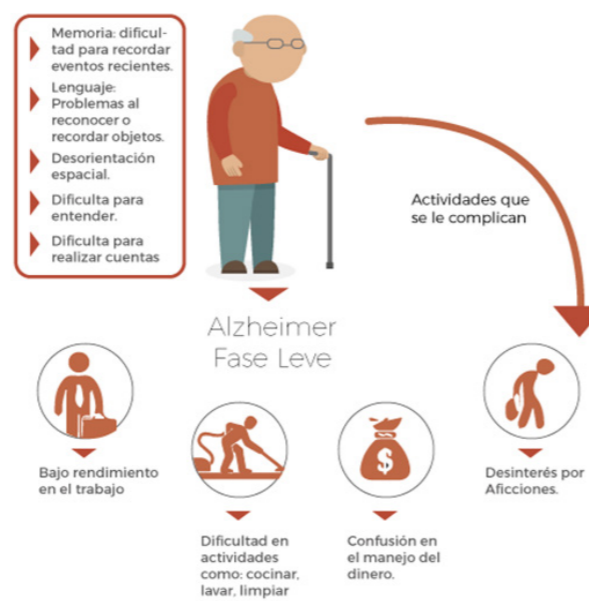 Memoria: dificul-
tad para recordar
eventos recientes.
Lenguaje:
Problemas al
reconocer o
recordar objetos.
Desorientación
espacial.
Dificulta para
entender.
Dificulta para
realizar cuentas
Actividades que
se le complican
Alzheimer
Fase Leve
Bajo rendimiento
en el trabajo
Dificultad en
actividades
como: cocinar,
lavar, limpiar
$
Confusión en
el manejo del
dinero.
Desinterés por
Aficciones.